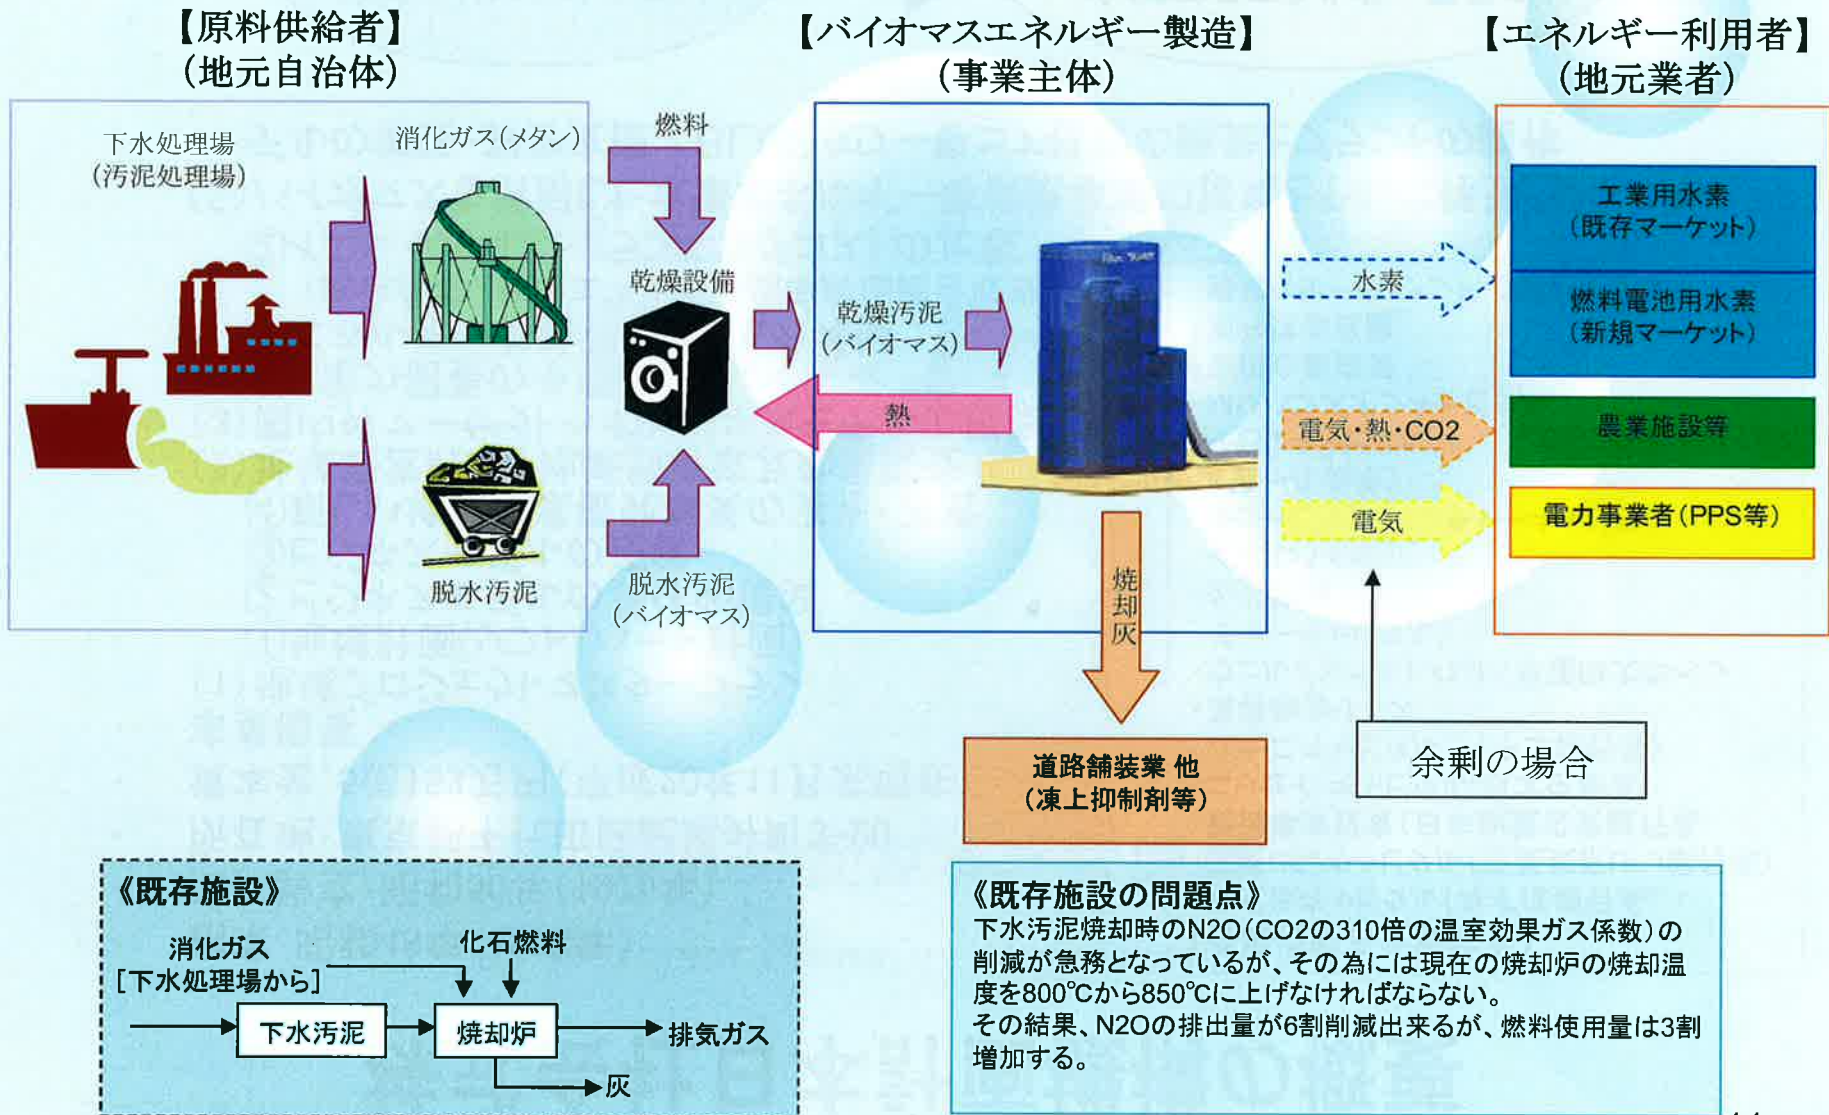 【原料供給者】
（地元自治体）
【バイオマスエネルギー製造】
（事業主体）
【エネルギー利用者】
（地元業者）
下水処理場
（汚泥処理場）
消化ガス（メタン）
燃料
乾燥設備
乾燥汚泥
（バイオマス）
熱
脱水汚泥
脱水汚泥
（バイオマス）
水素
電気・熱・CO2
電気
工業用水素
（既存マーケット）
燃料電池用水素
（新規マーケット）
農業施設等
電力事業者（PPS等）
焼却灰
道路舗装業 他
（凍上抑制剤等）
余剰の場合
《既存施設》
消化ガス
［下水処理場から］
化石燃料
下水汚泥
焼却炉
排気ガス
灰
《既存施設の問題点》
下水汚泥焼却時のN2O（CO2の310倍の温室効果ガス係数）の
削減が急務となっているが、その為には現在の焼却炉の焼却温
度を800℃から850℃に上げなければならない。
その結果、N2Oの排出量が6割削減出来るが、燃料使用量は3割
増加する。